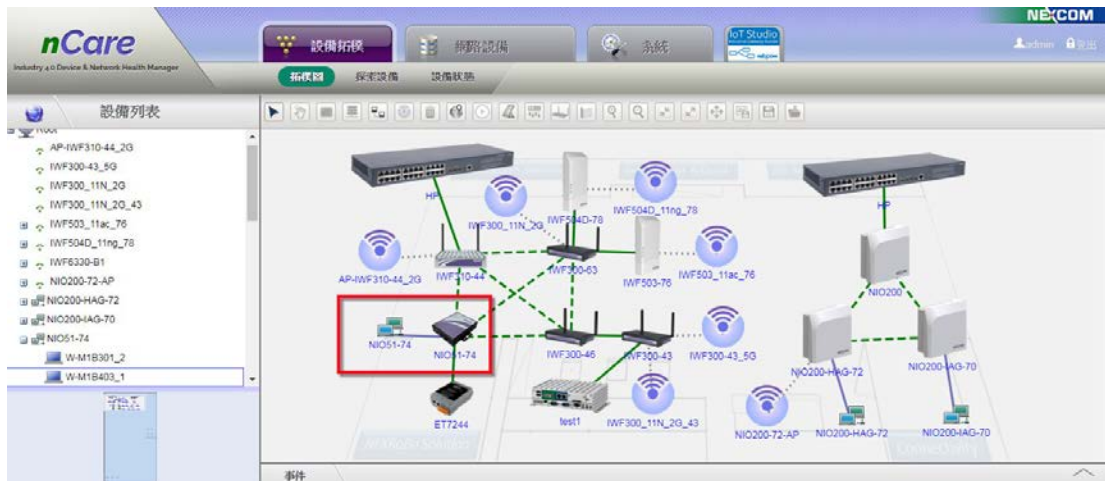 NEXCOM
nCare
Industry 4.0 Device & Network Health Manager
設備拓樸
網路設備
系統
IoT Studio
admin
登出
拓樸圖
探索設備
設備狀態
設備列表
Root
AP-IWF310-44_2G
IWF300-43_5G
IWF300_11N_2G
IWF300_11N_2G_43
IWF503_11ac_76
IWF504D_11ng_78
IWF6330-B1
NIO200-72-AP
NIO200-HAG-72
NIO200-IAG-70
NIO51-74
W-M1B301_2
W-M1B403_1
HP
IWF300_11N_2G
IWF504D-78
IWF504D_11ng_78
HP
AP-IWF310-44_2G
IWF310-44
IWF300-63
IWF503-76
IWF503_11ac_76
NIO200
NIO51-74
NIO51-74
IWF300-46
IWF300-43
IWF300-43_5G
NIO200-HAG-72
NIO200-IAG-70
ET7244
test1
IWF300_11N_2G_43
NIO200-72-AP
NIO200-HAG-72
NIO200-IAG-70
事件